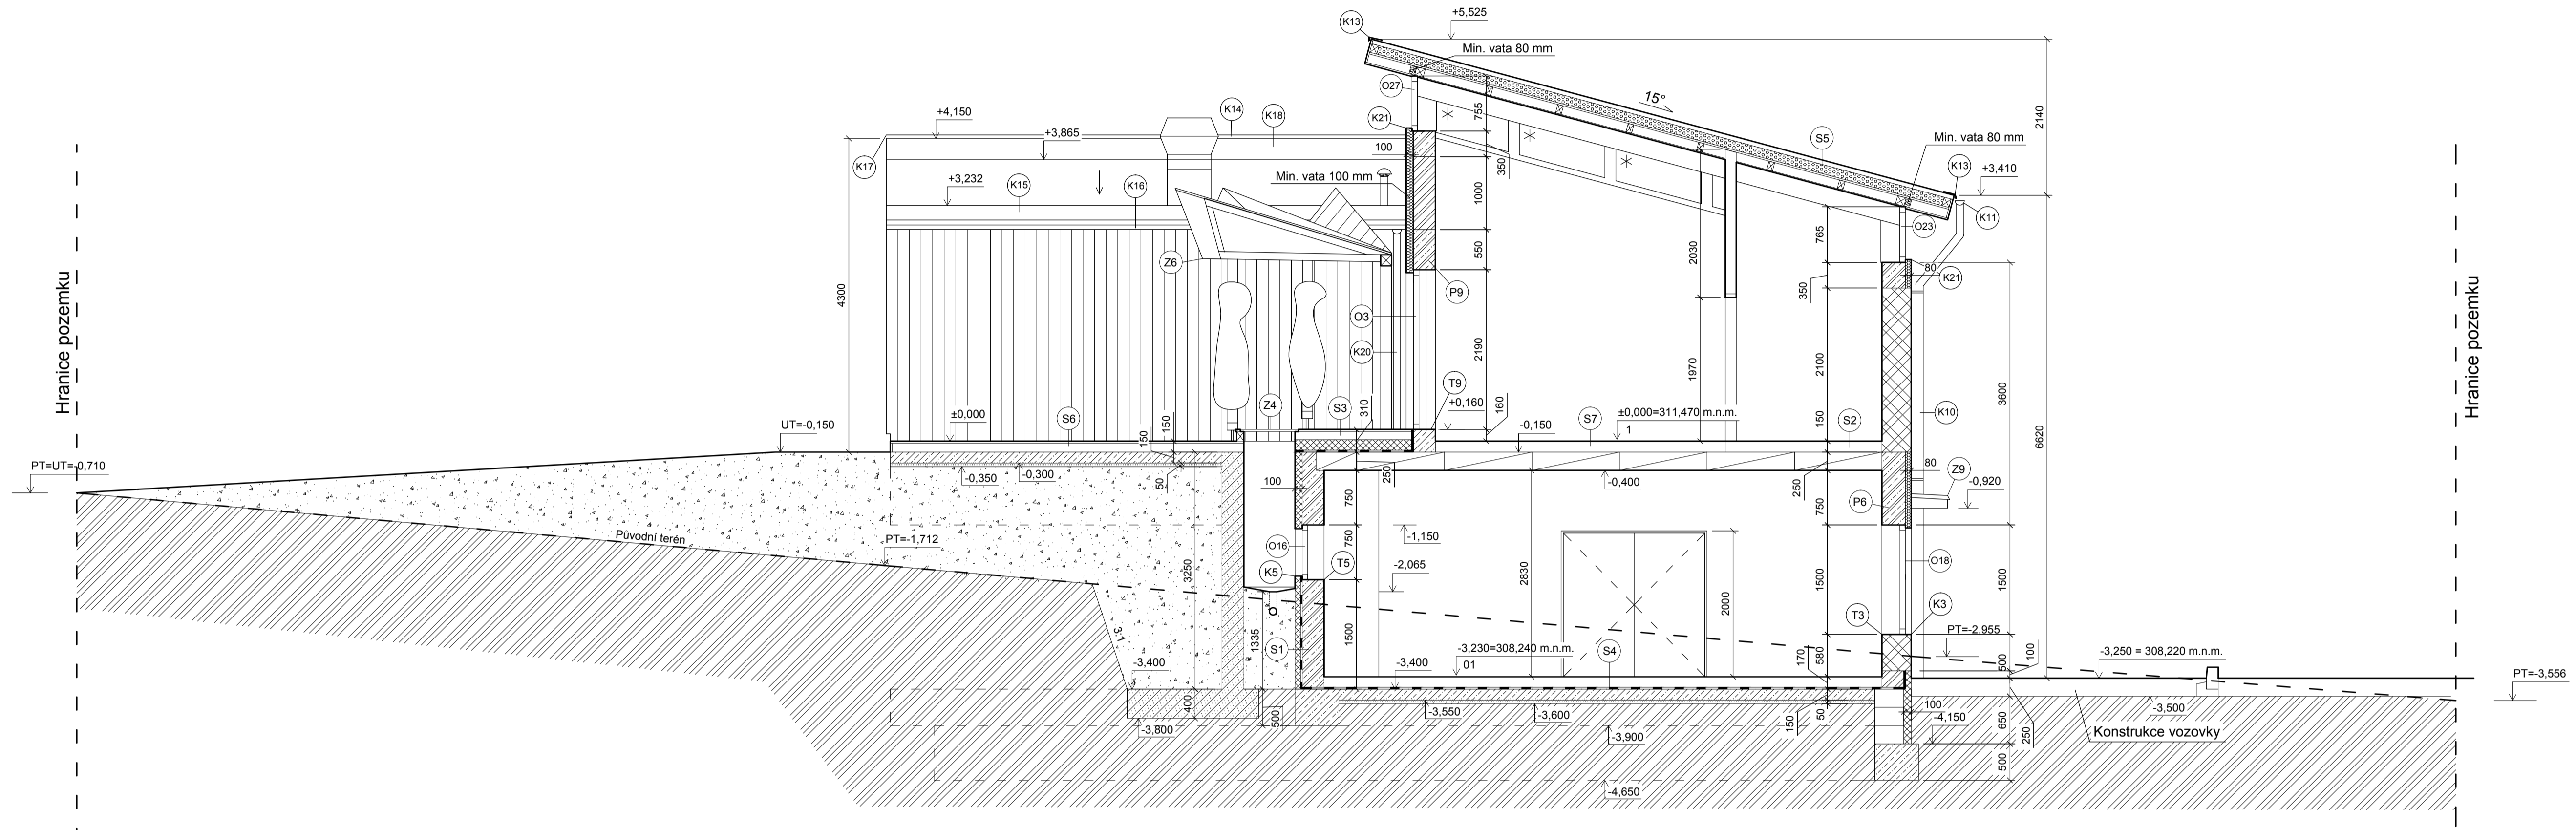 +5,525
K13
Min. vata 80 mm
O27
15°
755
2140
+4,150
K14
K18
K21
+3,865
K17
100
350
S5
Min. vata 80 mm
K13
+3,410
Min. vata 100 mm
1000
+3,232
K15
K16
K11
O23
765
550
Z6
2030
80
K21
P9
350
4300
O3
K20
2190
1970
2100
3600
Hranice pozemku
Hranice pozemku
T9
+0,160
160
K10
±0,000
S6
150
Z4
S3
310
S7
±0,000=311,470 m.n.m.
1
150
S2
6620
UT=-0,150
150
-0,150
PT=UT=-0,710
-0,350
-0,300
50
100
250
750
-0,400
250
80
Z9
750
P6
-0,920
Původní terén
PT=-1,712
3250
O16
750
-1,150
K5
T5
-2,065
2830
2000
1500
O18
1500
3:1
1335
S1
1500
T3
K3
PT=-2,955
-3,400
-3,230=308,240 m.n.m.
01
-3,400
S4
170
580
500
100
-3,250 = 308,220 m.n.m.
PT=-3,556
400
500
-3,800
-3,550
-3,600
150
50
100
-4,150
650
250
-3,500
Konstrukce vozovky
-3,900
500
-4,650